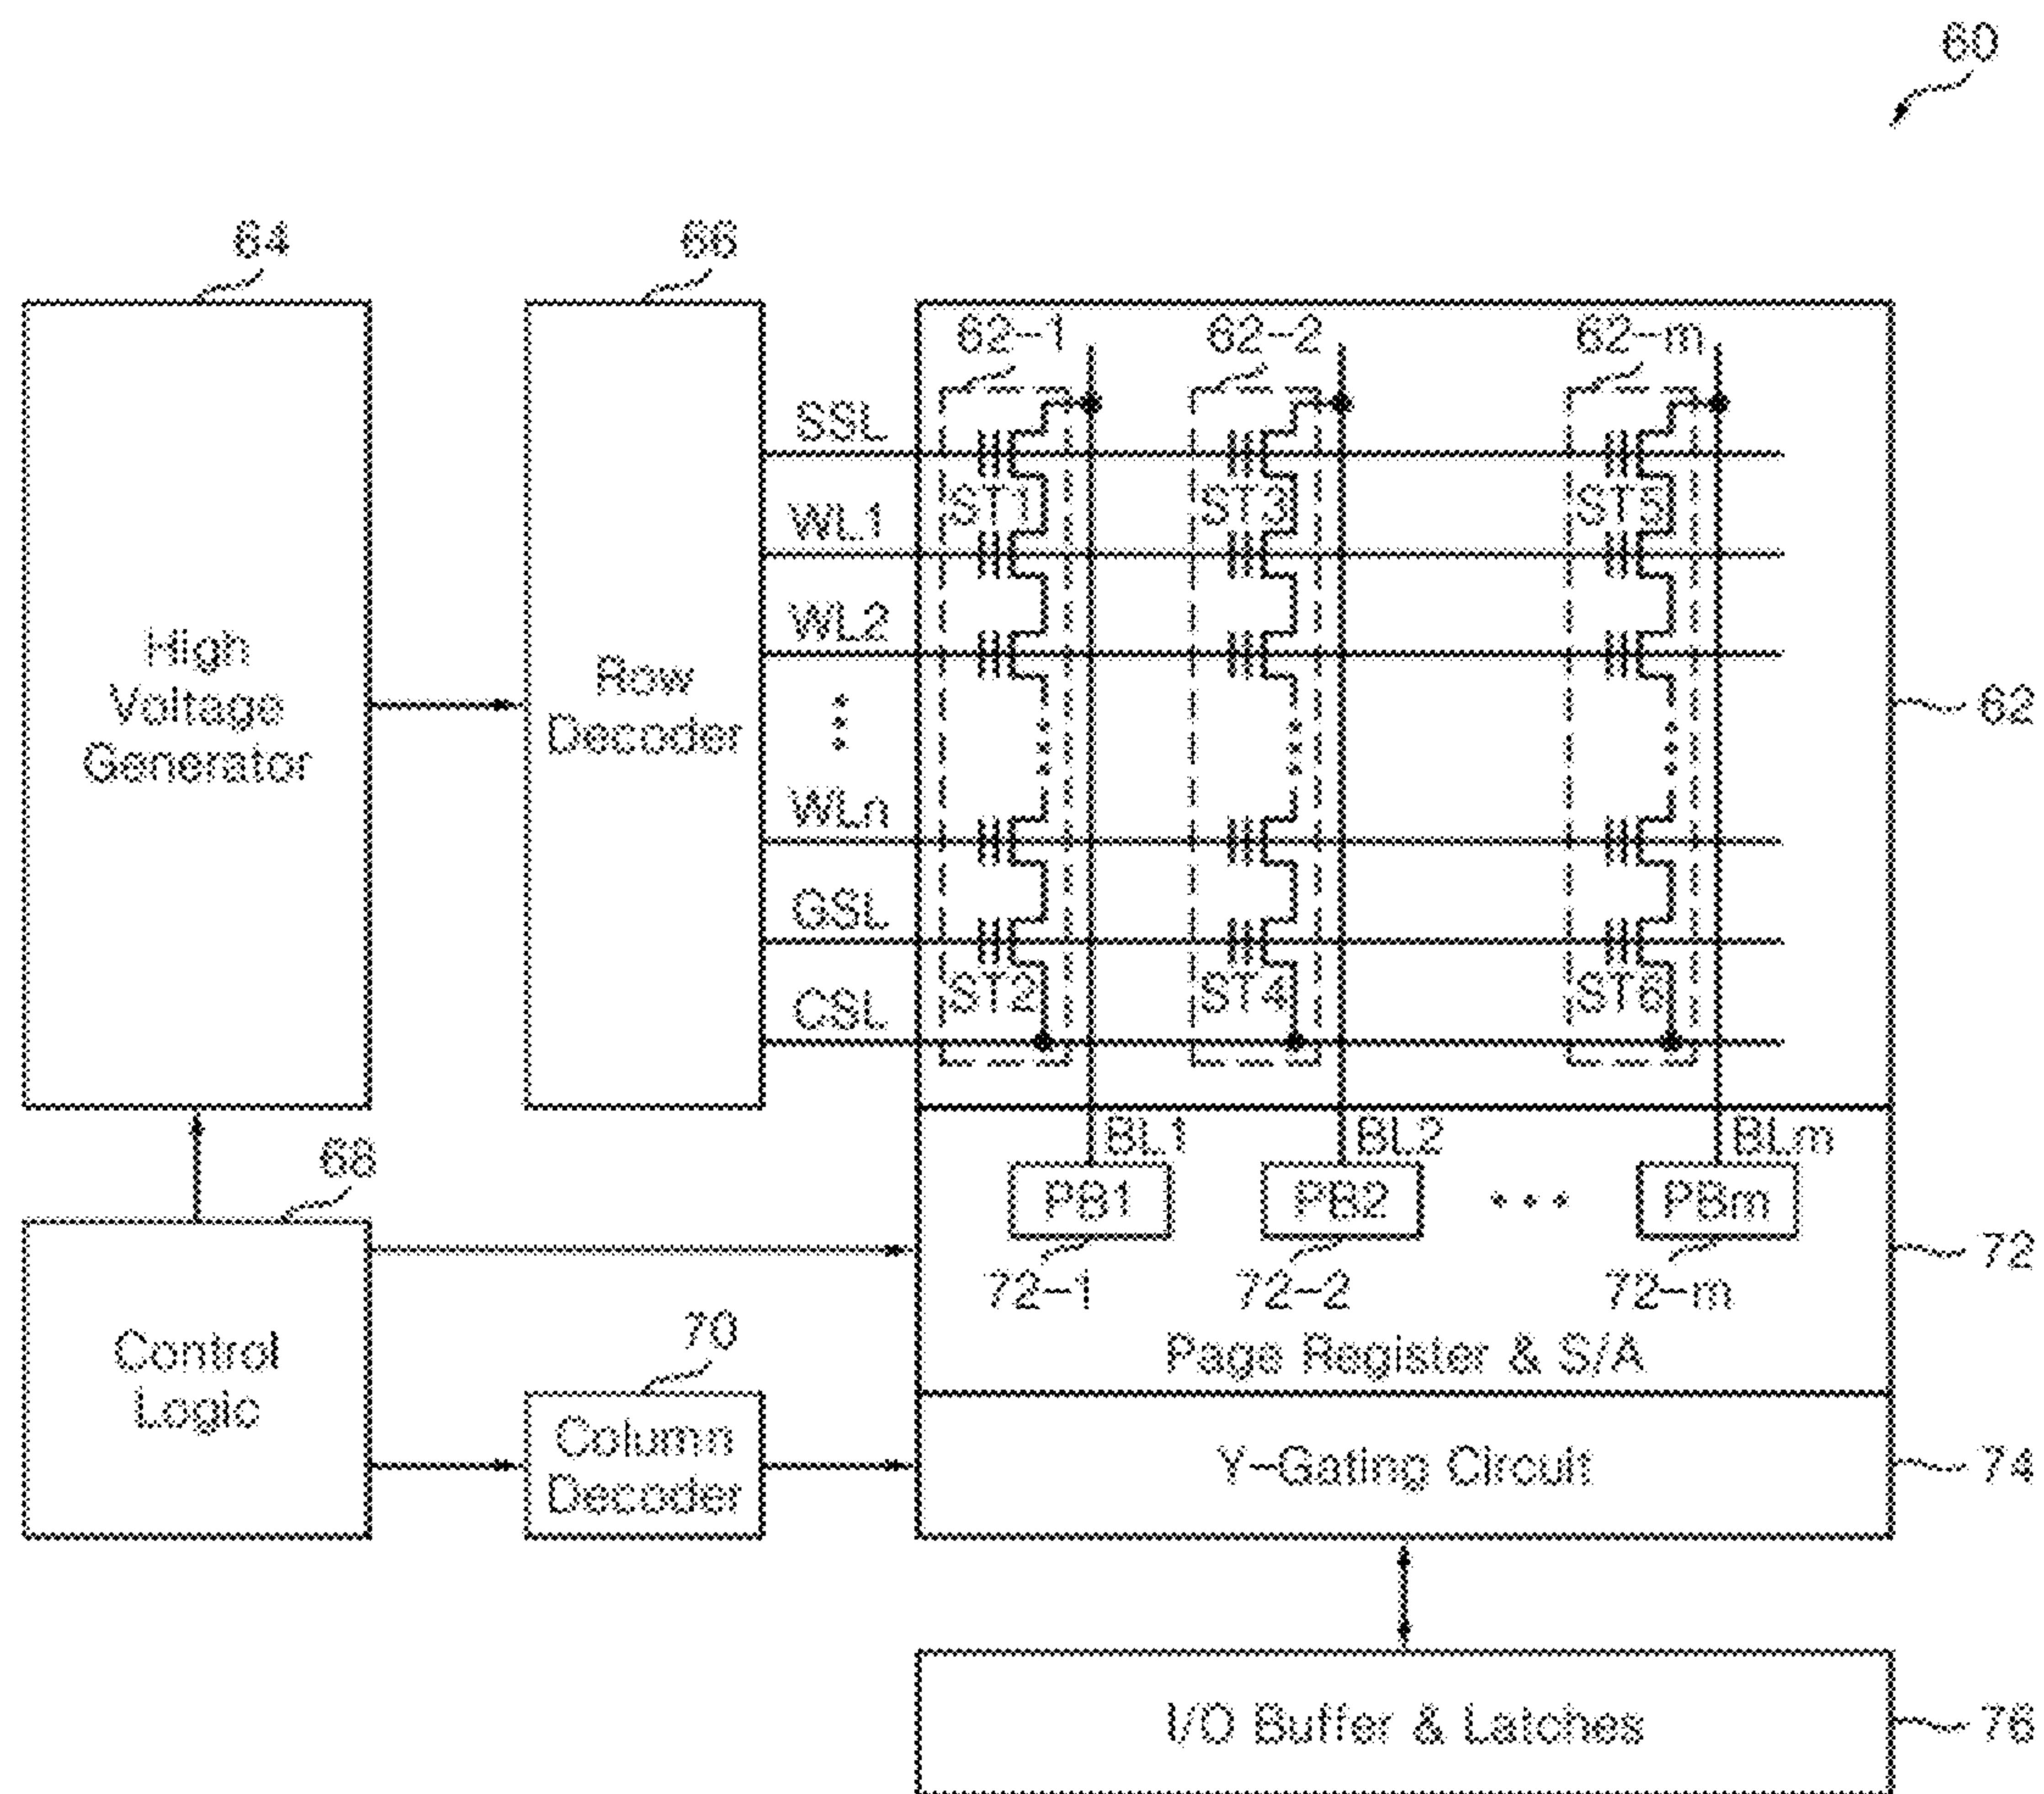 60
64
66
62-1
62-2
62-m
SSL
ST1
ST3
ST5
WL1
WL2
High
Voltage
Generator
Row
Decoder
62
WLn
GSL
ST2
ST4
ST6
CSL
68
BL1
BL2
BLm
PB1
PB2
PBm
72
72-1
72-2
72-m
Control
Logic
70
Page Register & S/A
Column
Decoder
Y-Gating Circuit
74
I/O Buffer & Latches
76